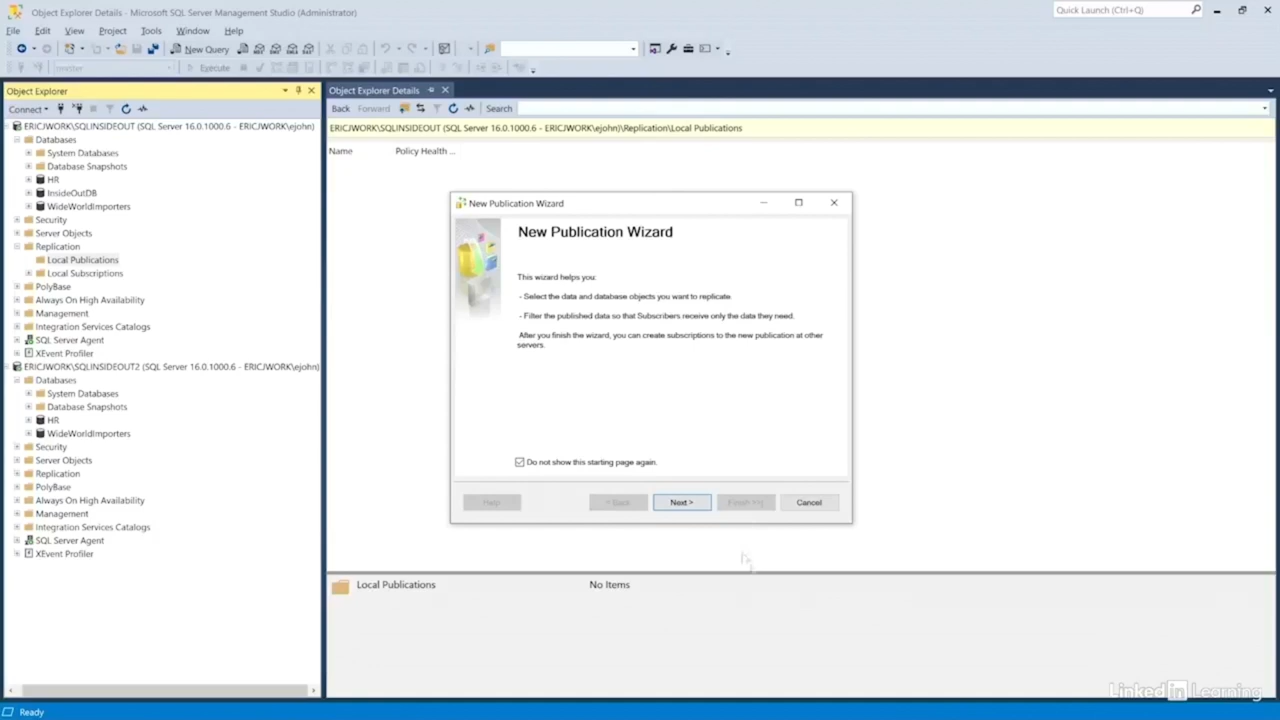 Object Explorer Details - Microsoft SQL Server Management Studio (Administrator)
Quick Launch (Ctrl+Q)
File Edit View Project Tools Window Help
New Query
master
Execute
Object Explorer
Connect
ERICJWORK\SQLINSIDEOUT (SQL Server 16.0.1000.6 - ERICJWORK\ejohn)
Databases
System Databases
Database Snapshots
HR
InsideOutDB
WideWorldImporters
Security
Server Objects
Replication
Local Publications
Local Subscriptions
PolyBase
Always On High Availability
Management
Integration Services Catalogs
SQL Server Agent
XEvent Profiler
ERICJWORK\SQLINSIDEOUT2 (SQL Server 16.0.1000.6 - ERICJWORK\ejohn)
Databases
System Databases
Database Snapshots
HR
WideWorldImporters
Security
Server Objects
Replication
PolyBase
Always On High Availability
Management
Integration Services Catalogs
SQL Server Agent
XEvent Profiler
Object Explorer Details
Back Forward Search
ERICJWORK\SQLINSIDEOUT (SQL Server 16.0.1000.6 - ERICJWORK\ejohn)\Replication\Local Publications
Name Policy Health ...
New Publication Wizard
New Publication Wizard
This wizard helps you:
- Select the data and database objects you want to replicate.
- Filter the published data so that Subscribers receive only the data they need.
After you finish the wizard, you can create subscriptions to the new publication at other
servers.
Do not show this starting page again.
Help < Back Next > Finish >>| Cancel
Local Publications No Items
Linked in Learning
Ready